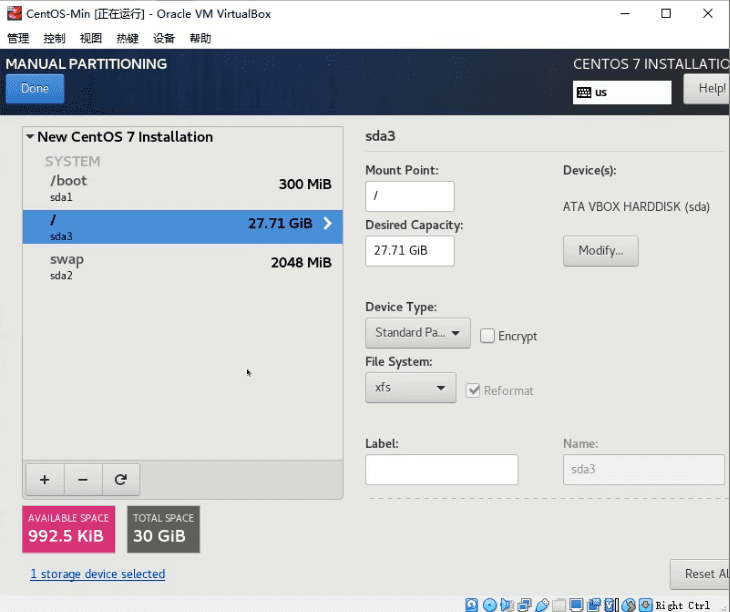 CentOS-Min [正在运行] - Oracle VM VirtualBox
管理 控制 视图 热键 设备 帮助
MANUAL PARTITIONING
CENTOS 7 INSTALLATIO
Done
us
Help!
New CentOS 7 Installation
SYSTEM
/boot
300 MiB
sda1
/
27.71 GiB
sda3
swap
2048 MiB
sda2
+ −
AVAILABLE SPACE
992.5 KiB
TOTAL SPACE
30 GiB
1 storage device selected
sda3
Mount Point:
/
Device(s):
ATA VBOX HARDDISK (sda)
Desired Capacity:
27.71 GiB
Modify...
Device Type:
Standard Pa...
Encrypt
File System:
xfs
Reformat
Label:
Name:
sda3
Reset Al
Right Ctrl